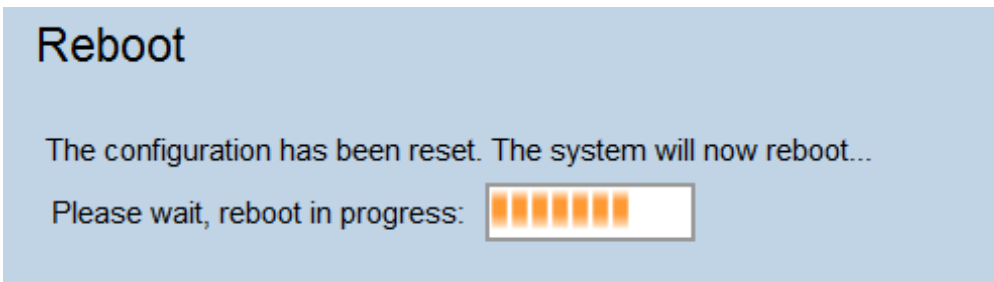 Reboot
The configuration has been reset. The system will now reboot...
Please wait, reboot in progress: